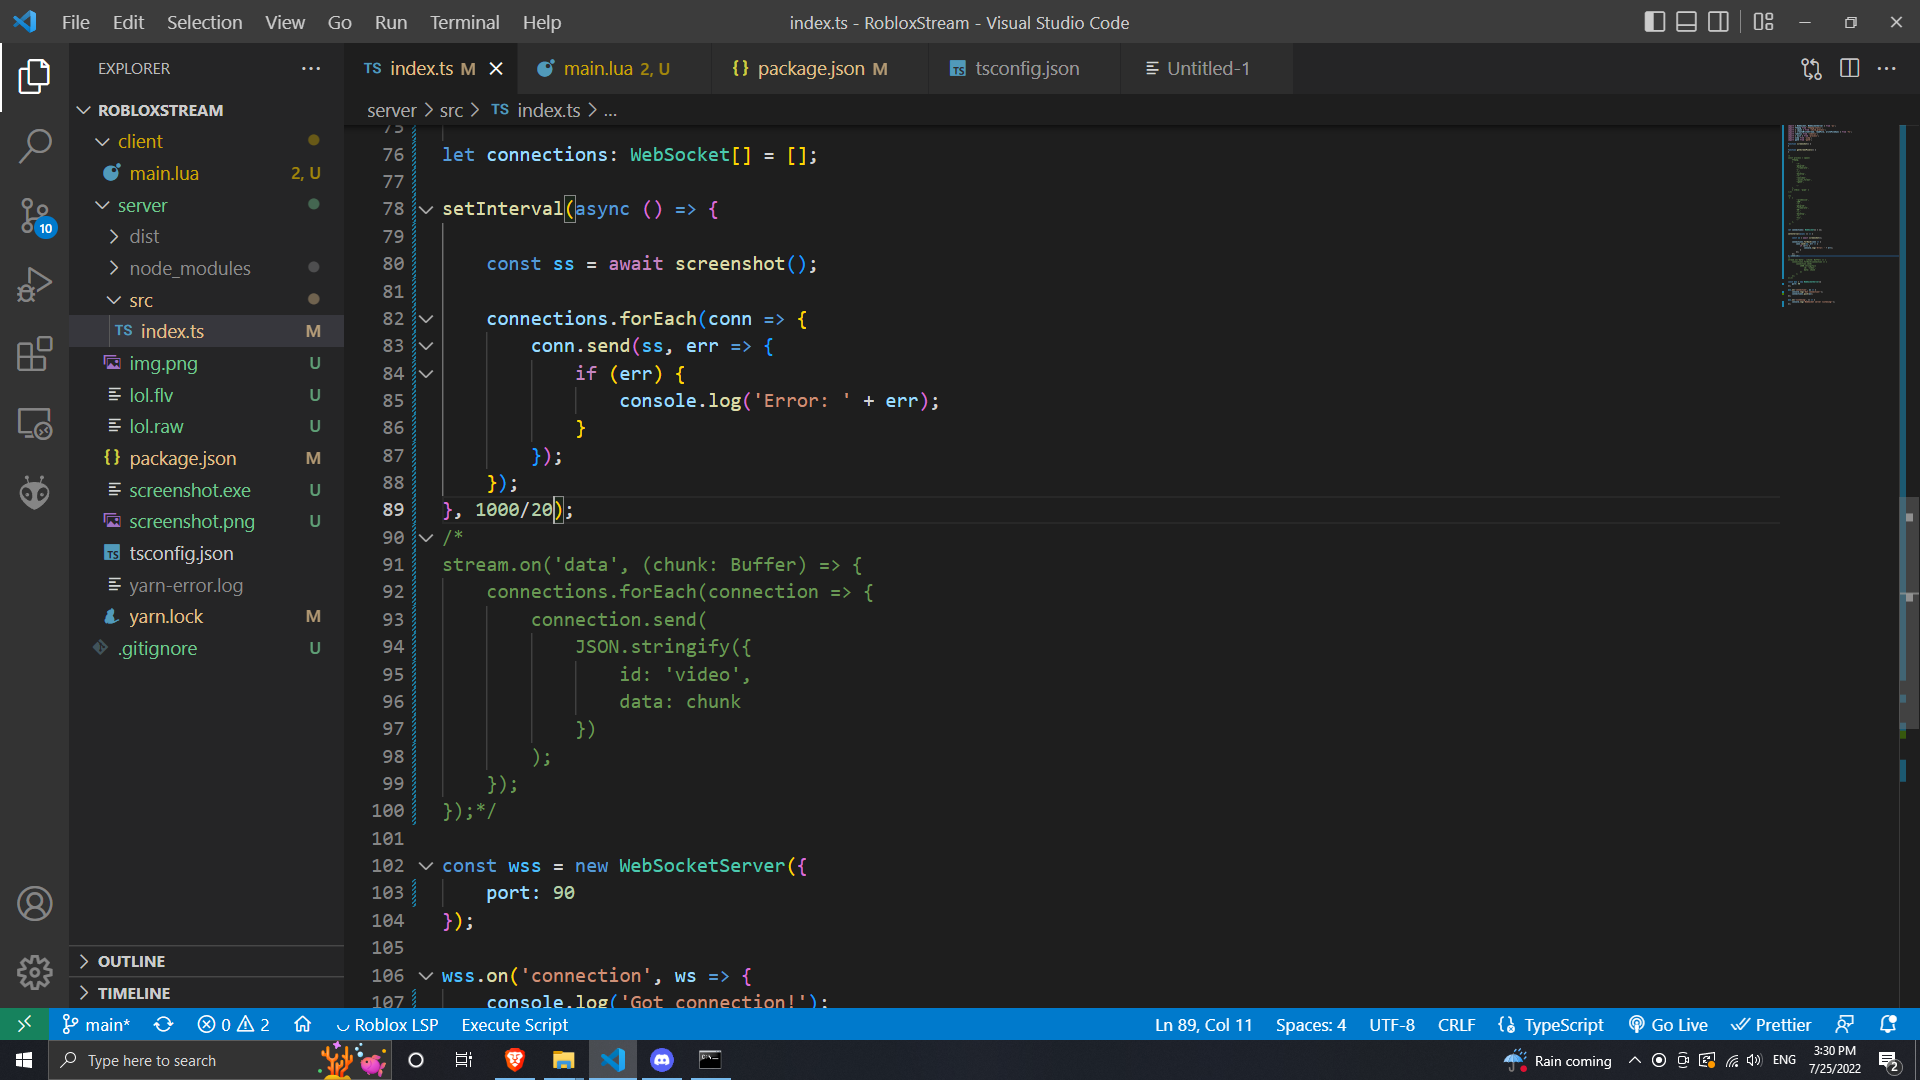 File Edit Selection View Go Run Terminal Help
index.ts - RobloxStream - Visual Studio Code
EXPLORER
ROBLOXSTREAM
client
main.lua 2, U
server
dist
node_modules
src
TS index.ts M
img.png U
lol.flv U
lol.raw U
{} package.json M
screenshot.exe U
screenshot.png U
TS tsconfig.json
yarn-error.log
yarn.lock M
.gitignore U
OUTLINE
TIMELINE
10
TS index.ts M
main.lua 2, U
{} package.json M
TS tsconfig.json
Untitled-1
server > src > TS index.ts > ...
75
76 let connections: WebSocket[] = [];
77
78 setInterval(async () => {
79
80 const ss = await screenshot();
81
82 connections.forEach(conn => {
83 conn.send(ss, err => {
84 if (err) {
85 console.log('Error: ' + err);
86 }
87 });
88 });
89 }, 1000/20);
90 /*
91 stream.on('data', (chunk: Buffer) => {
92 connections.forEach(connection => {
93 connection.send(
94 JSON.stringify({
95 id: 'video',
96 data: chunk
97 })
98 );
99 });
100 });*/
101
102 const wss = new WebSocketServer({
103 port: 90
104 });
105
106 wss.on('connection', ws => {
107 console.log('Got connection!');
main* 0 2 Roblox LSP Execute Script
Ln 89, Col 11 Spaces: 4 UTF-8 CRLF {} TypeScript Go Live Prettier
Type here to search
Rain coming
ENG
3:30 PM
7/25/2022
2